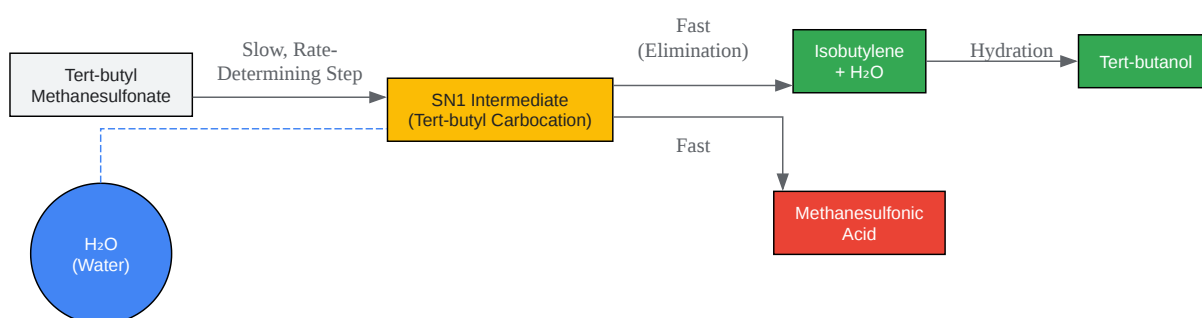 Tert-butyl
Methanesulfonate
Slow, Rate-
Determining Step
SN1 Intermediate
(Tert-butyl Carbocation)
Fast
(Elimination)
Isobutylene
+ H₂O
Hydration
Tert-butanol
Fast
Methanesulfonic
Acid
H₂O
(Water)